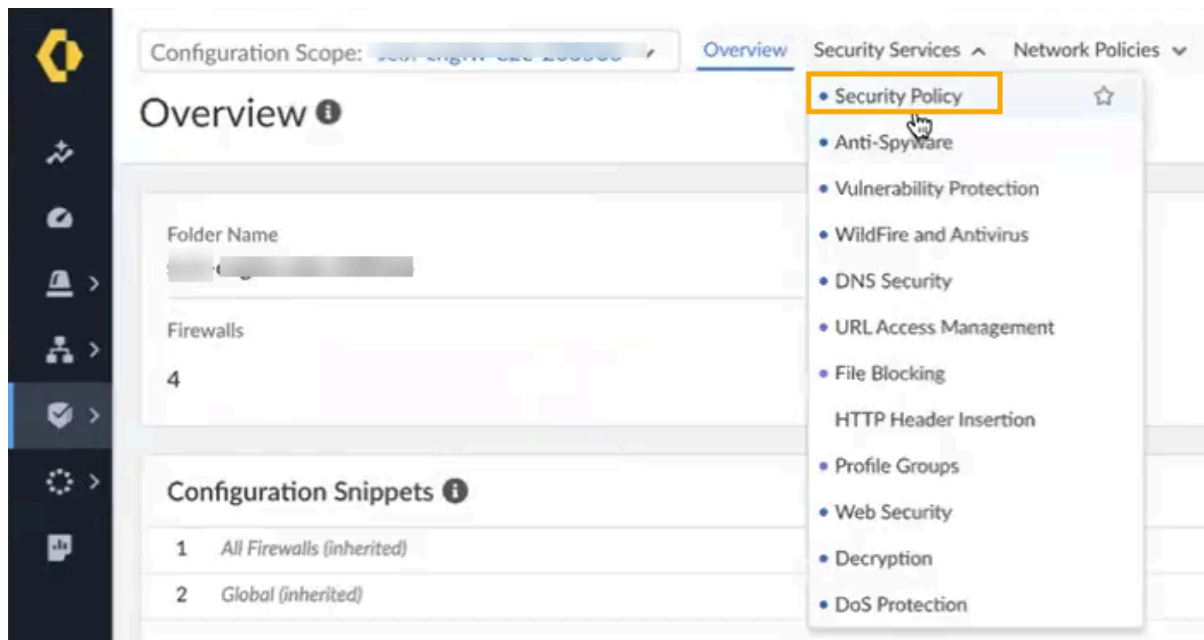 Configuration Scope:
Overview
Security Services
Network Policies
Overview
Security Policy
Anti-Spyware
Vulnerability Protection
WildFire and Antivirus
DNS Security
URL Access Management
File Blocking
HTTP Header Insertion
Profile Groups
Web Security
Decryption
DoS Protection
Folder Name
Firewalls
4
Configuration Snippets
1 All Firewalls (inherited)
2 Global (inherited)